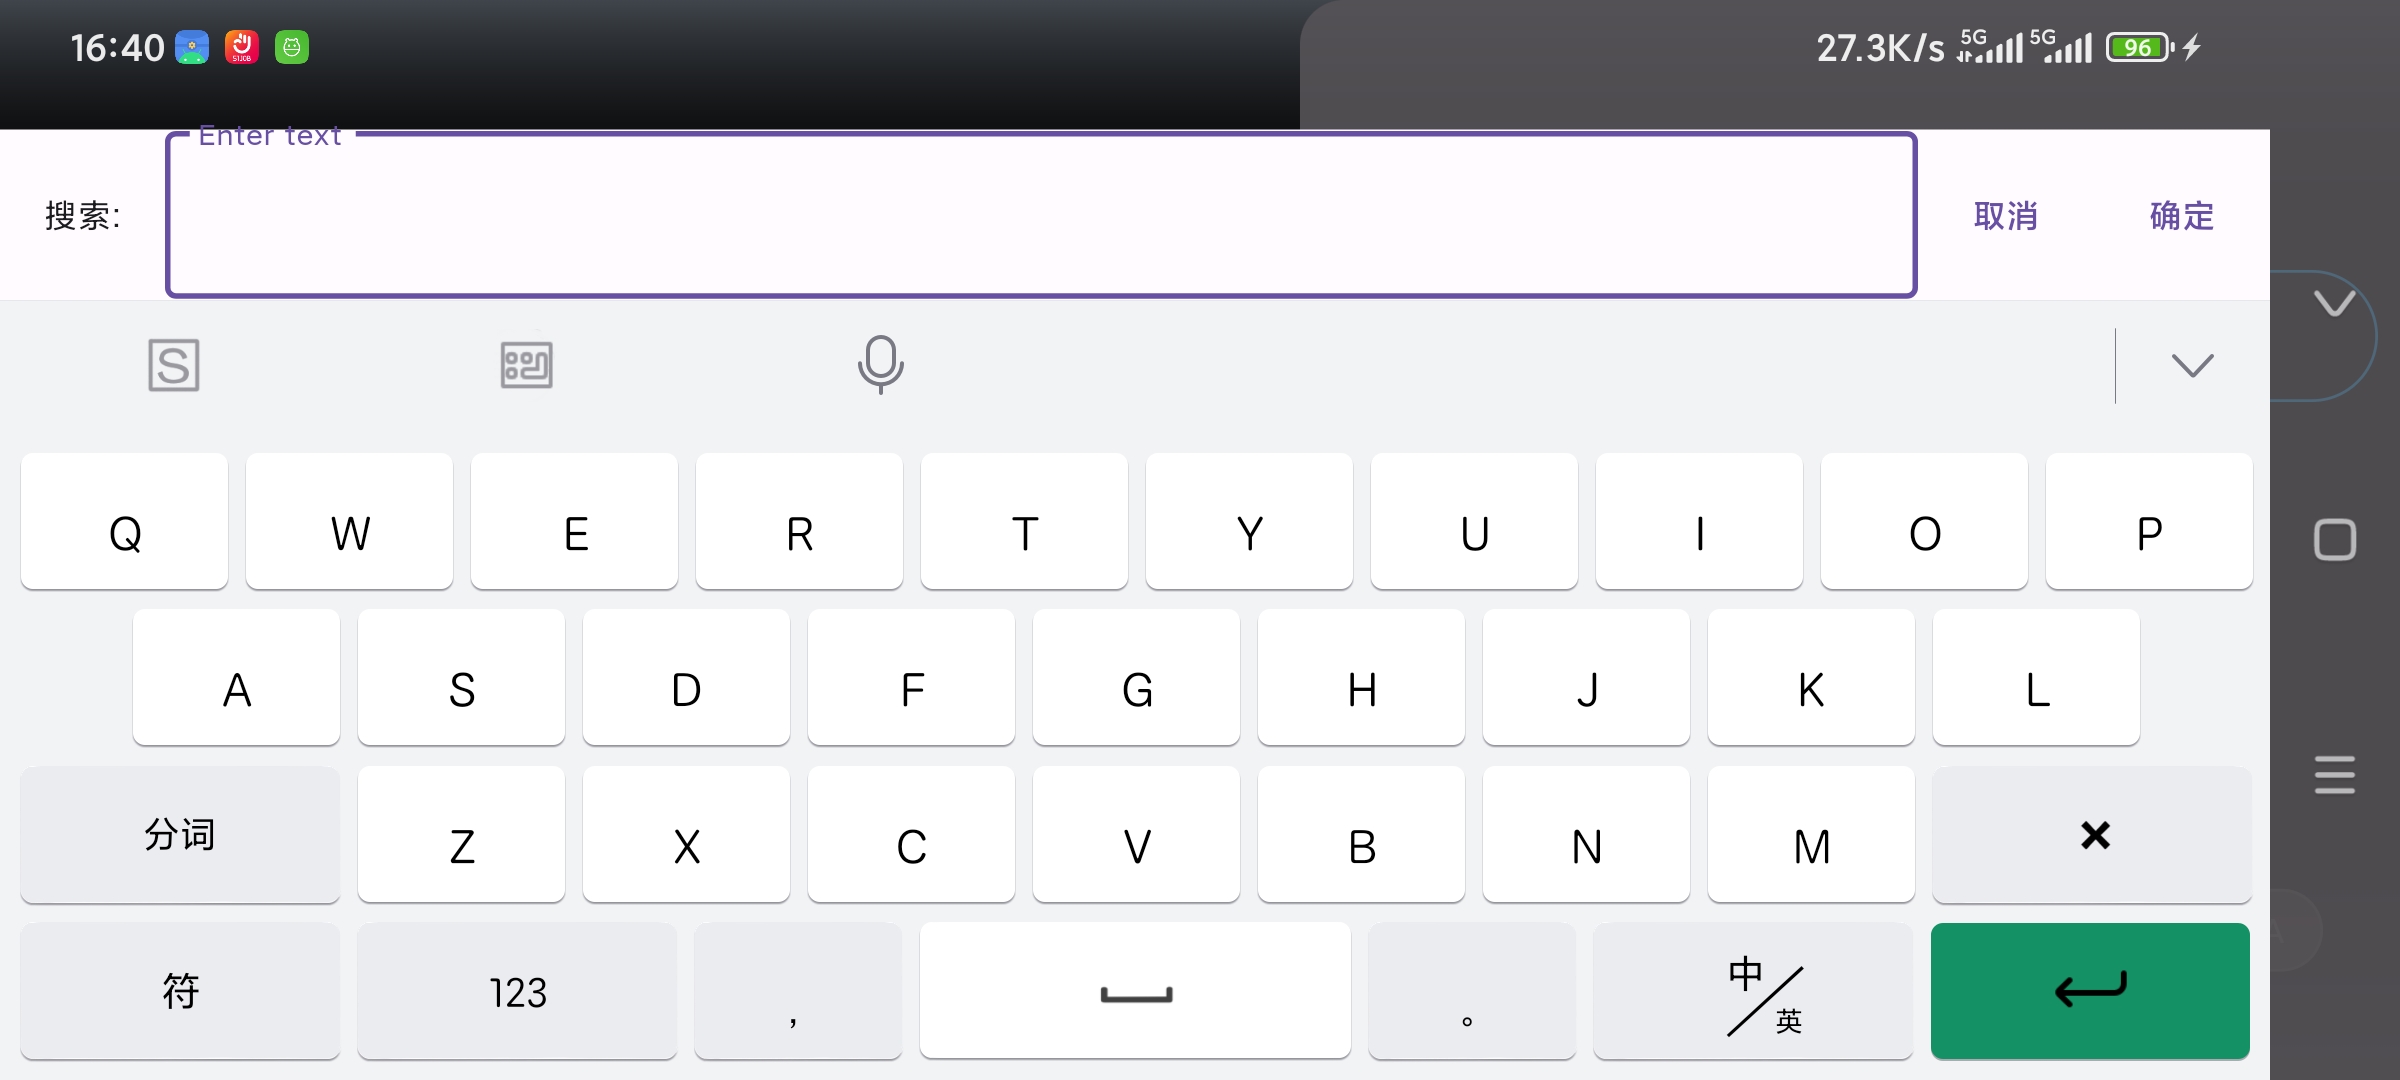 16:40
51JOB
27.3K/s 5G 5G 96
Enter text
搜索:
取消
确定
S
Q W E R T Y U I O P
A S D F G H J K L
分词 Z X C V B N M
符 123 , 。 中/英